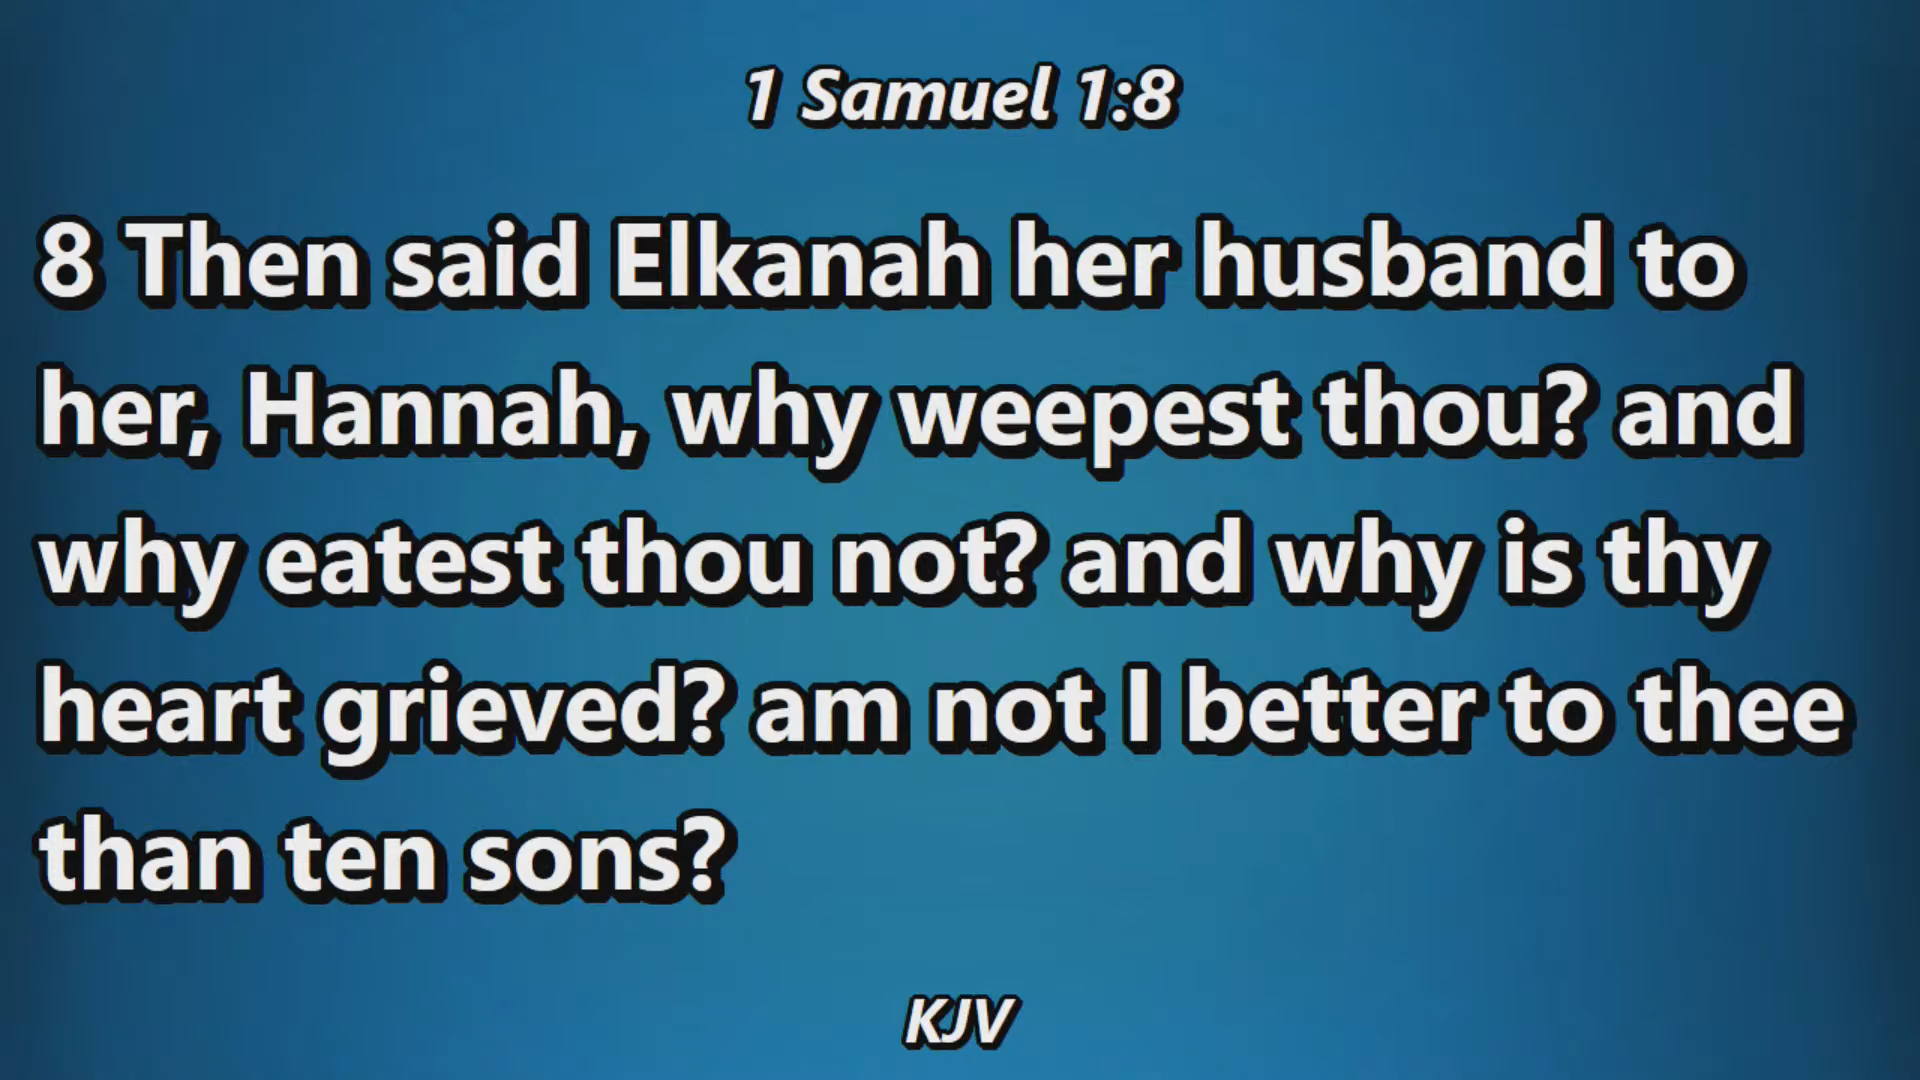 1 Samuel 1:8
8 Then said Elkanah her husband to
her, Hannah, why weepest thou? and
why eatest thou not? and why is thy
heart grieved? am not I better to thee
than ten sons?
KJV